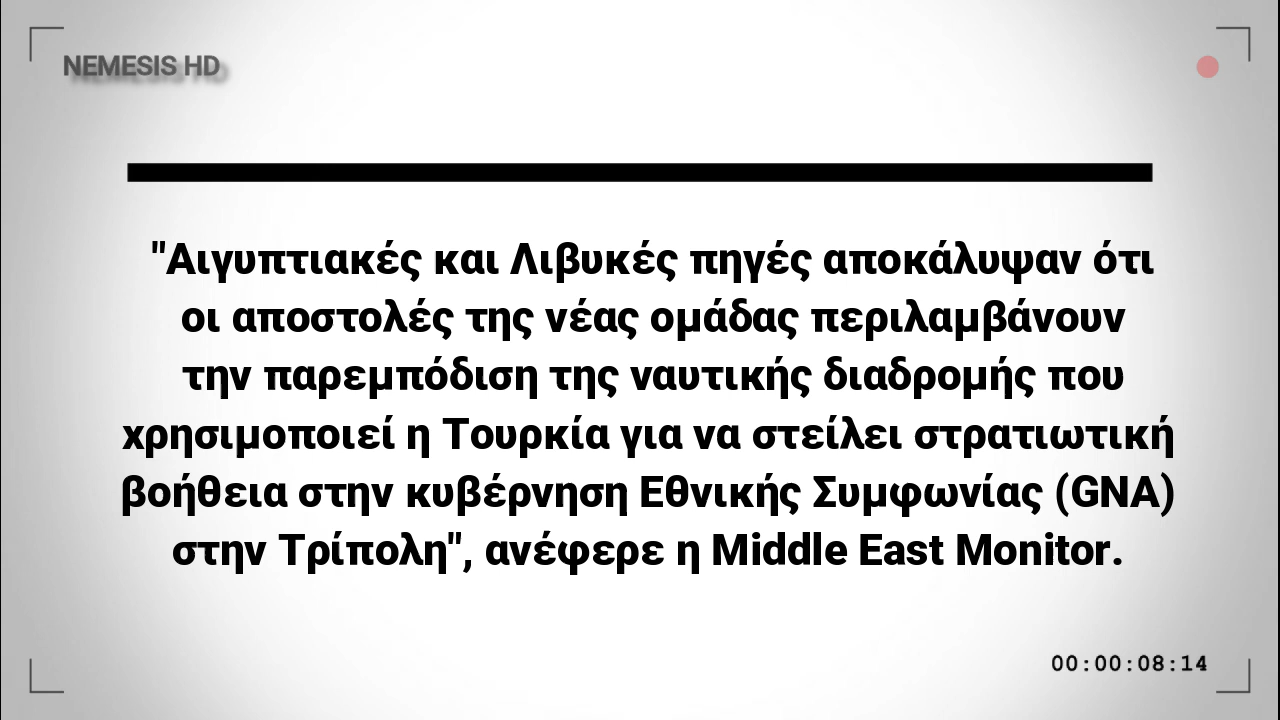 NEMESIS HD
"Αιγυπτιακές και Λιβυκές πηγές αποκάλυψαν ότι
οι αποστολές της νέας ομάδας περιλαμβάνουν
την παρεμπόδιση της ναυτικής διαδρομής που
χρησιμοποιεί η Τουρκία για να στείλει στρατιωτική
βοήθεια στην κυβέρνηση Εθνικής Συμφωνίας (GNA)
στην Τρίπολη", ανέφερε η Middle East Monitor.
00:00:08:14